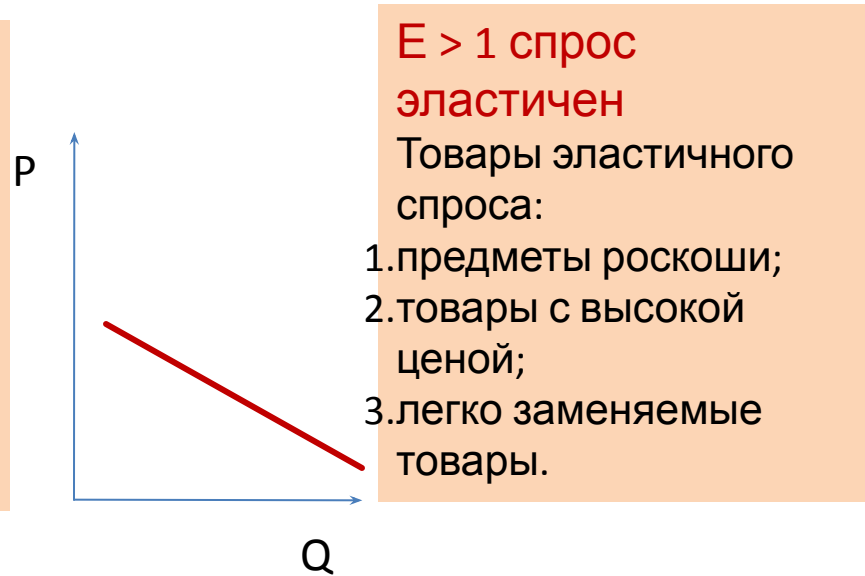 P
Q
E > 1 спрос
эластичен
Товары эластичного
спроса:
1.предметы роскоши;
2.товары с высокой
ценой;
3.легко заменяемые
товары.